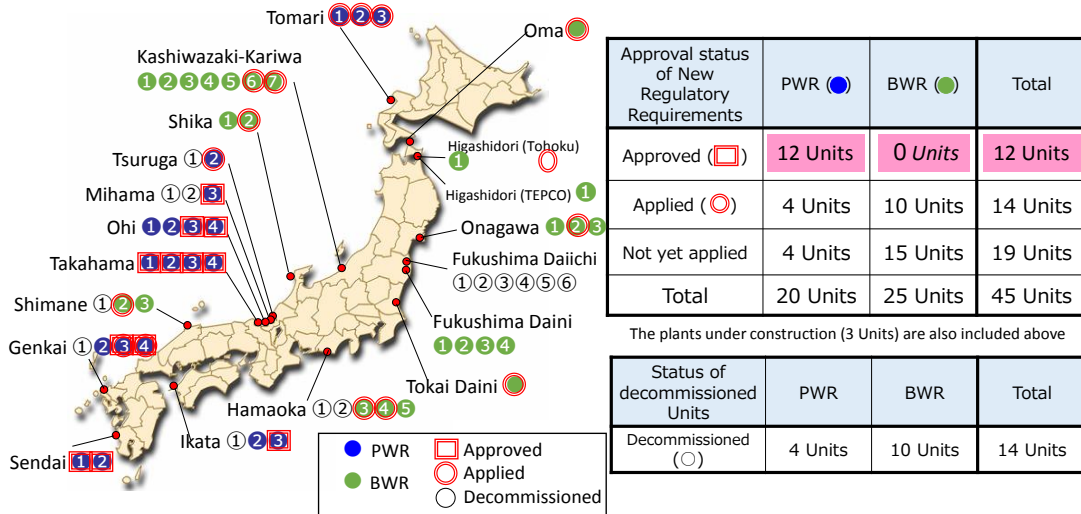 Tomari ①②③
Oma
Kashiwazaki-Kariwa
①②③④⑤⑥⑦
Shika ①②
Higashidori (Tohoku)
①
Tsuruga ①②
Higashidori (TEPCO) ①
Mihama ①②③
Ohi ①②③④
Onagawa ①②③
Takahama ①②③④
Fukushima Daiichi
①②③④⑤⑥
Shimane ①②③
Fukushima Daini
①②③④
Genkai ①②③④
Tokai Daini
Hamaoka ①②③④⑤
Ikata ①②③
Sendai ①②
PWR
BWR
Approved
Applied
Decommissioned
Approval status
of New
Regulatory
Requirements
PWR (●)
BWR (●)
Total
Approved (□)
12 Units
0 Units
12 Units
Applied (◎)
4 Units
10 Units
14 Units
Not yet applied
4 Units
15 Units
19 Units
Total
20 Units
25 Units
45 Units
The plants under construction (3 Units) are also included above
Status of
decommissioned
Units
PWR
BWR
Total
Decommissioned
(○)
4 Units
10 Units
14 Units